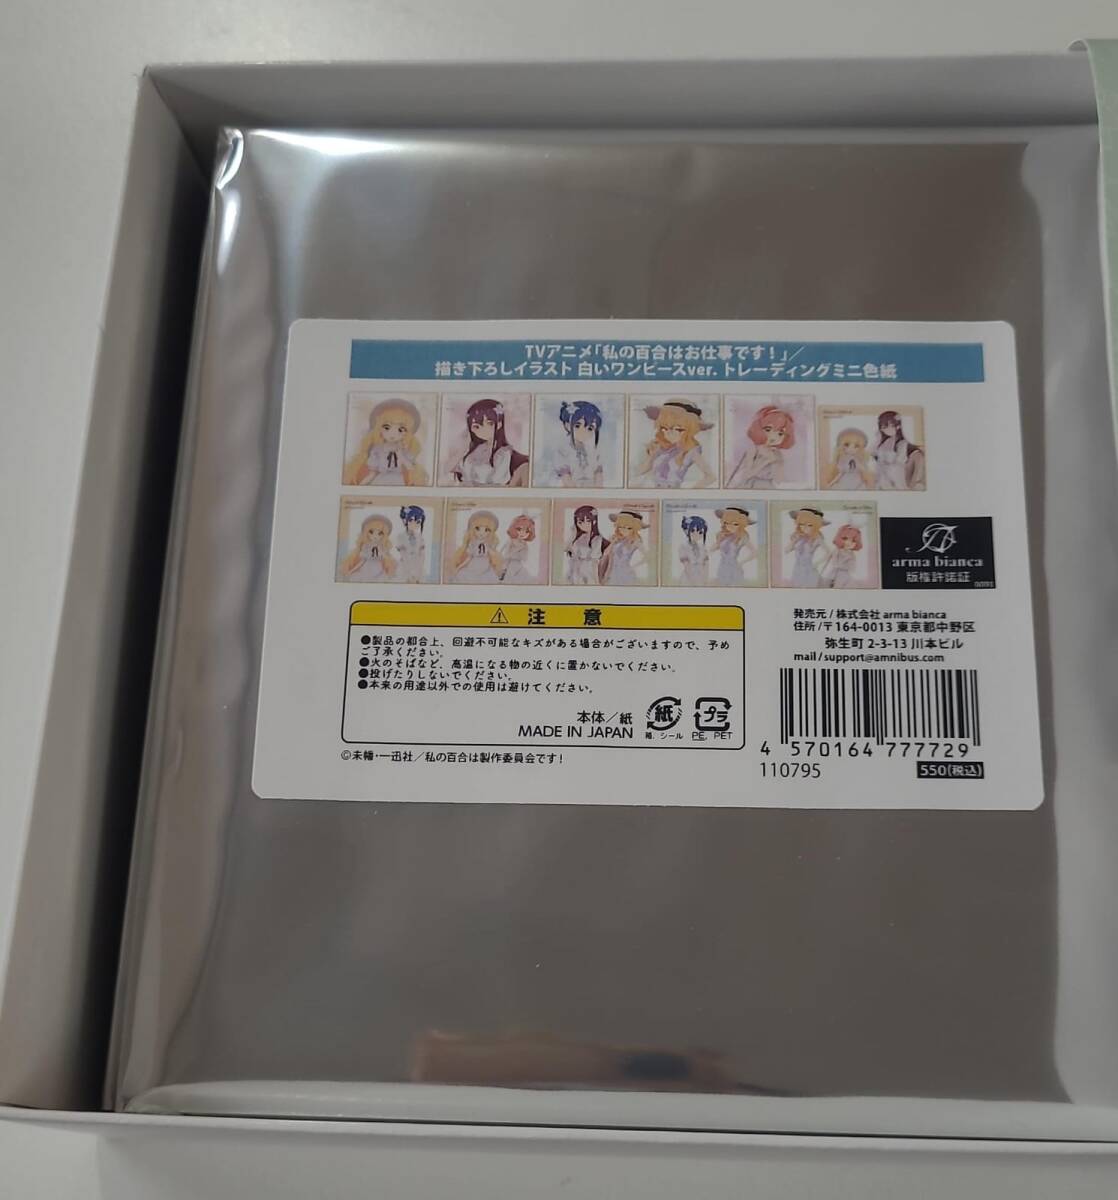 TVアニメ「私の百合はお仕事です!」/
描き下ろしイラスト 白いワンピースver. トレーディングミニ色紙
arma bianca
版権許諾証
⚠ 注 意
●製品の都合上、回避不可能なキズがある場合がございますので、予め
ご了承ください。
●火のそばなど、高温になる物の近くに置かないでください。
●投げたりしないでください。
●本来の用途以外での使用は避けてください。
本体/紙
MADE IN JAPAN
紙
箱、シール
プラ
PE, PET
©未幡・一迅社/私の百合は製作委員会です!
発売元/株式会社 arma bianca
住所/〒164-0013 東京都中野区
弥生町 2-3-13 川本ビル
mail/support@amnibus.com
4 570164 777729
110795
550(税込)